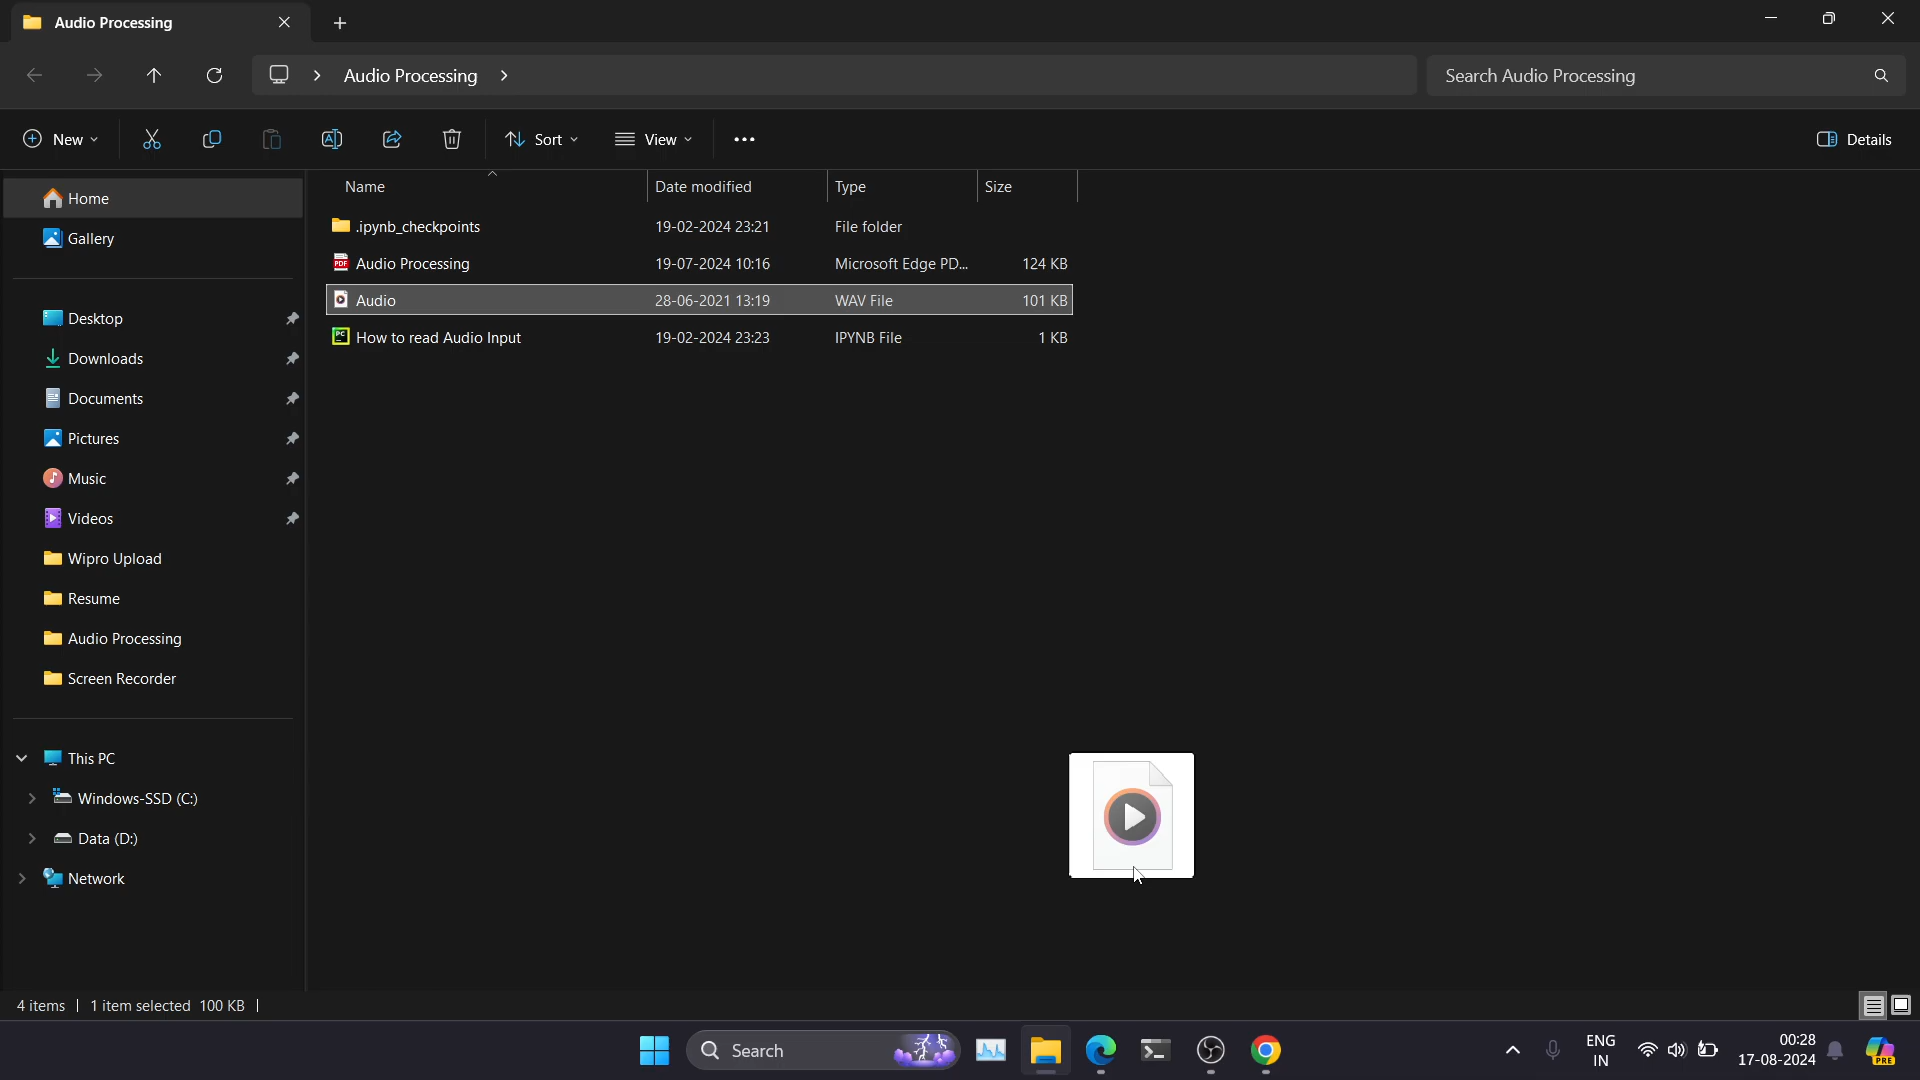 Audio Processing
Audio Processing
Search Audio Processing
New
Sort
View
Details
Home
Gallery
Desktop
Downloads
Documents
Pictures
Music
Videos
Wipro Upload
Resume
Audio Processing
Screen Recorder
This PC
Windows-SSD (C:)
Data (D:)
Network
Name Date modified Type Size
.ipynb_checkpoints 19-02-2024 23:21 File folder
PDF Audio Processing 19-07-2024 10:16 Microsoft Edge PD... 124 KB
Audio 28-06-2021 13:19 WAV File 101 KB
PC How to read Audio Input 19-02-2024 23:23 IPYNB File 1 KB
4 items 1 item selected 100 KB
Search
ENG
IN
00:28
17-08-2024
PRE